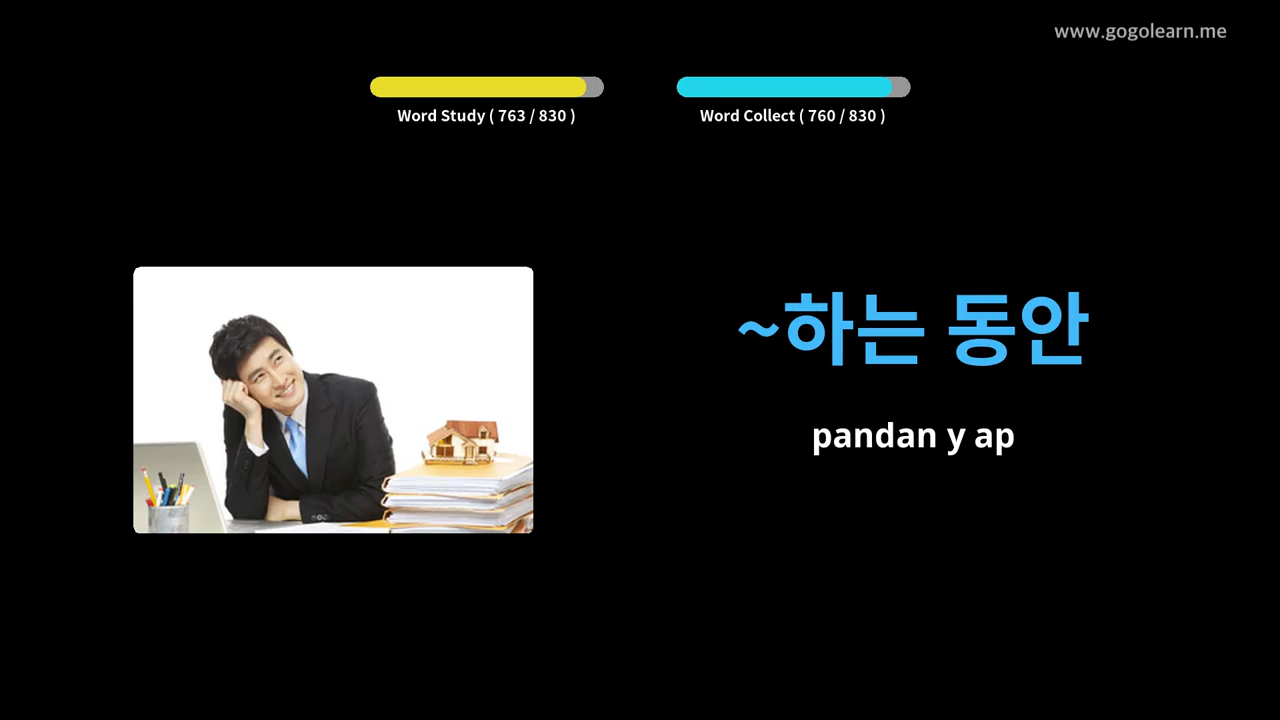 www.gogolearn.me
Word Study ( 763 / 830 )
Word Collect ( 760 / 830 )
~하는 동안
pandan y ap